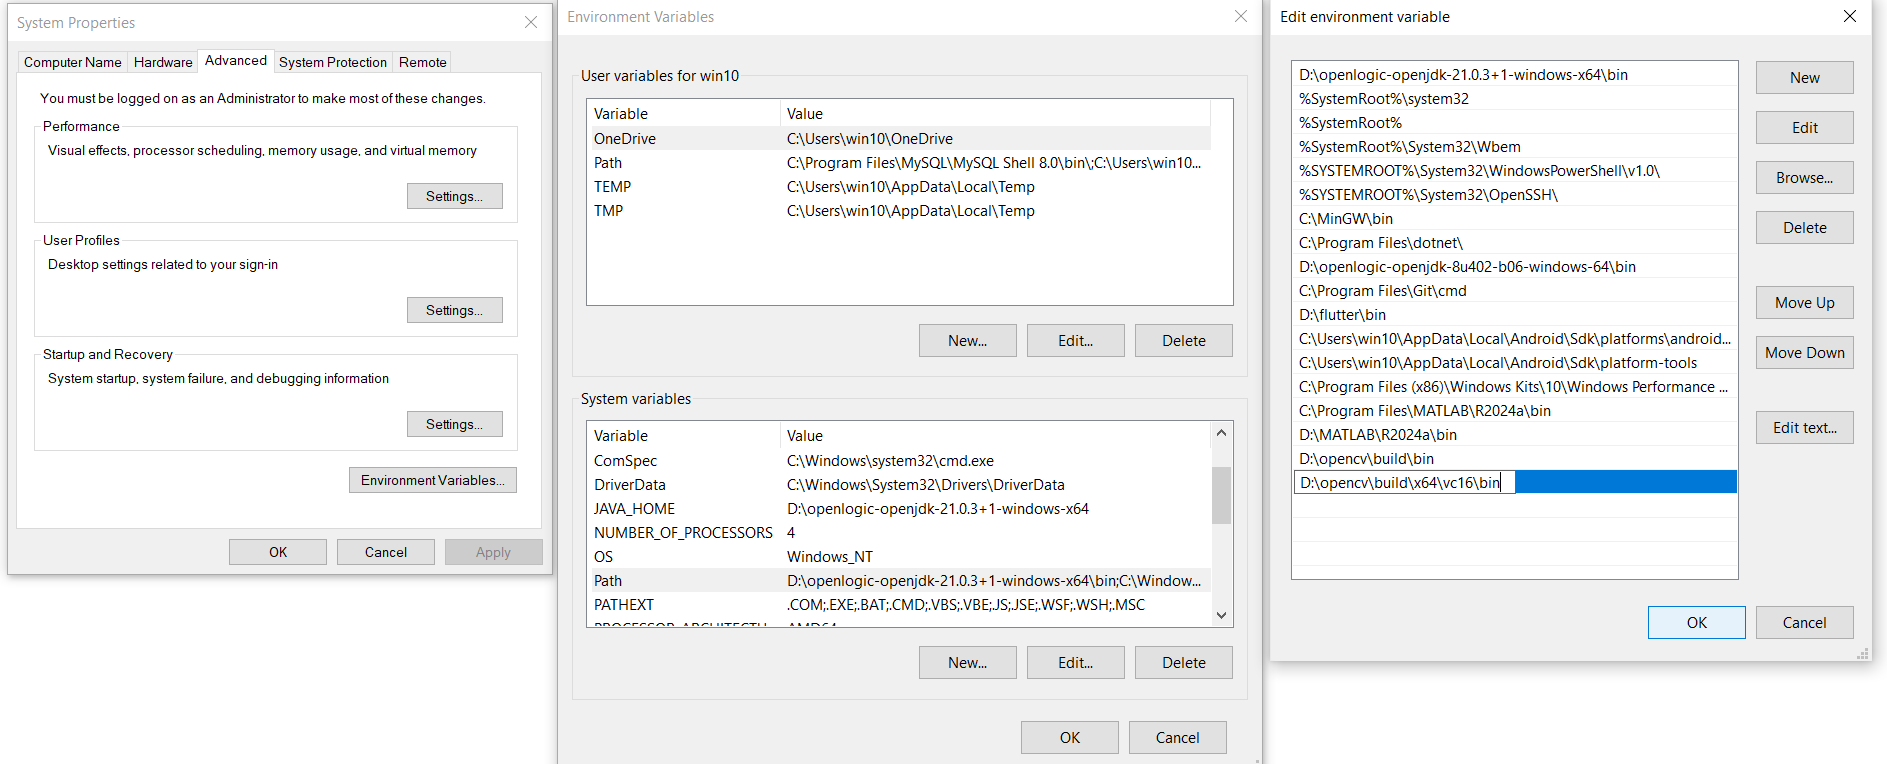 System Properties
Computer Name
Hardware
Advanced
System Protection
Remote
You must be logged on as an Administrator to make most of these changes.
Performance
Visual effects, processor scheduling, memory usage, and virtual memory
Settings...
User Profiles
Desktop settings related to your sign-in
Settings...
Startup and Recovery
System startup, system failure, and debugging information
Settings...
Environment Variables...
OK
Cancel
Apply
Environment Variables
User variables for win10
Variable Value
OneDrive C:\Users\win10\OneDrive
Path C:\Program Files\MySQL\MySQL Shell 8.0\bin\;C:\Users\win10...
TEMP C:\Users\win10\AppData\Local\Temp
TMP C:\Users\win10\AppData\Local\Temp
New...
Edit...
Delete
System variables
Variable Value
ComSpec C:\Windows\system32\cmd.exe
DriverData C:\Windows\System32\Drivers\DriverData
JAVA_HOME D:\openlogic-openjdk-21.0.3+1-windows-x64
NUMBER_OF_PROCESSORS 4
OS Windows_NT
Path D:\openlogic-openjdk-21.0.3+1-windows-x64\bin;C:\Window...
PATHEXT .COM;.EXE;.BAT;.CMD;.VBS;.VBE;.JS;.JSE;.WSF;.WSH;.MSC
PROCESSOR_ARCHITECTU AMD64
New...
Edit...
Delete
OK
Cancel
Edit environment variable
D:\openlogic-openjdk-21.0.3+1-windows-x64\bin
%SystemRoot%\system32
%SystemRoot%
%SystemRoot%\System32\Wbem
%SYSTEMROOT%\System32\WindowsPowerShell\v1.0\
%SYSTEMROOT%\System32\OpenSSH\
C:\MinGW\bin
C:\Program Files\dotnet\
D:\openlogic-openjdk-8u402-b06-windows-64\bin
C:\Program Files\Git\cmd
D:\flutter\bin
C:\Users\win10\AppData\Local\Android\Sdk\platforms\android...
C:\Users\win10\AppData\Local\Android\Sdk\platform-tools
C:\Program Files (x86)\Windows Kits\10\Windows Performance ...
C:\Program Files\MATLAB\R2024a\bin
D:\MATLAB\R2024a\bin
D:\opencv\build\bin
D:\opencv\build\x64\vc16\bin
New
Edit
Browse...
Delete
Move Up
Move Down
Edit text...
OK
Cancel